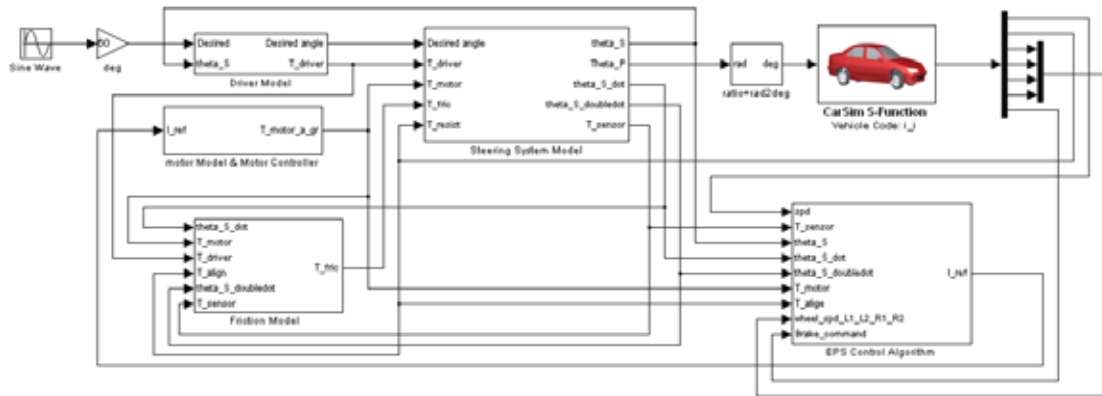 Sine Wave
deg
Desired
theta_S
Desired angle
T_driver
Driver Model
I_ref
T_motor_a_gr
motor Model & Motor Controller
Desired angle
T_driver
T_motor
T_fric
T_resist
theta_S
Theta_P
theta_S_dot
theta_S_doubledot
T_sensor
Steering System Model
rad
deg
ratio+rad2deg
CarSim S-Function
Vehicle Code: i_i
theta_S_dot
T_motor
T_driver
T_align
theta_S_doubledot
T_sensor
T_fric
Friction Model
spd
T_sensor
theta_S
theta_S_dot
theta_S_doubledot
T_motor
T_align
wheel_spd_L1_L2_R1_R2
Brake_command
I_ref
EPS Control Algorithm